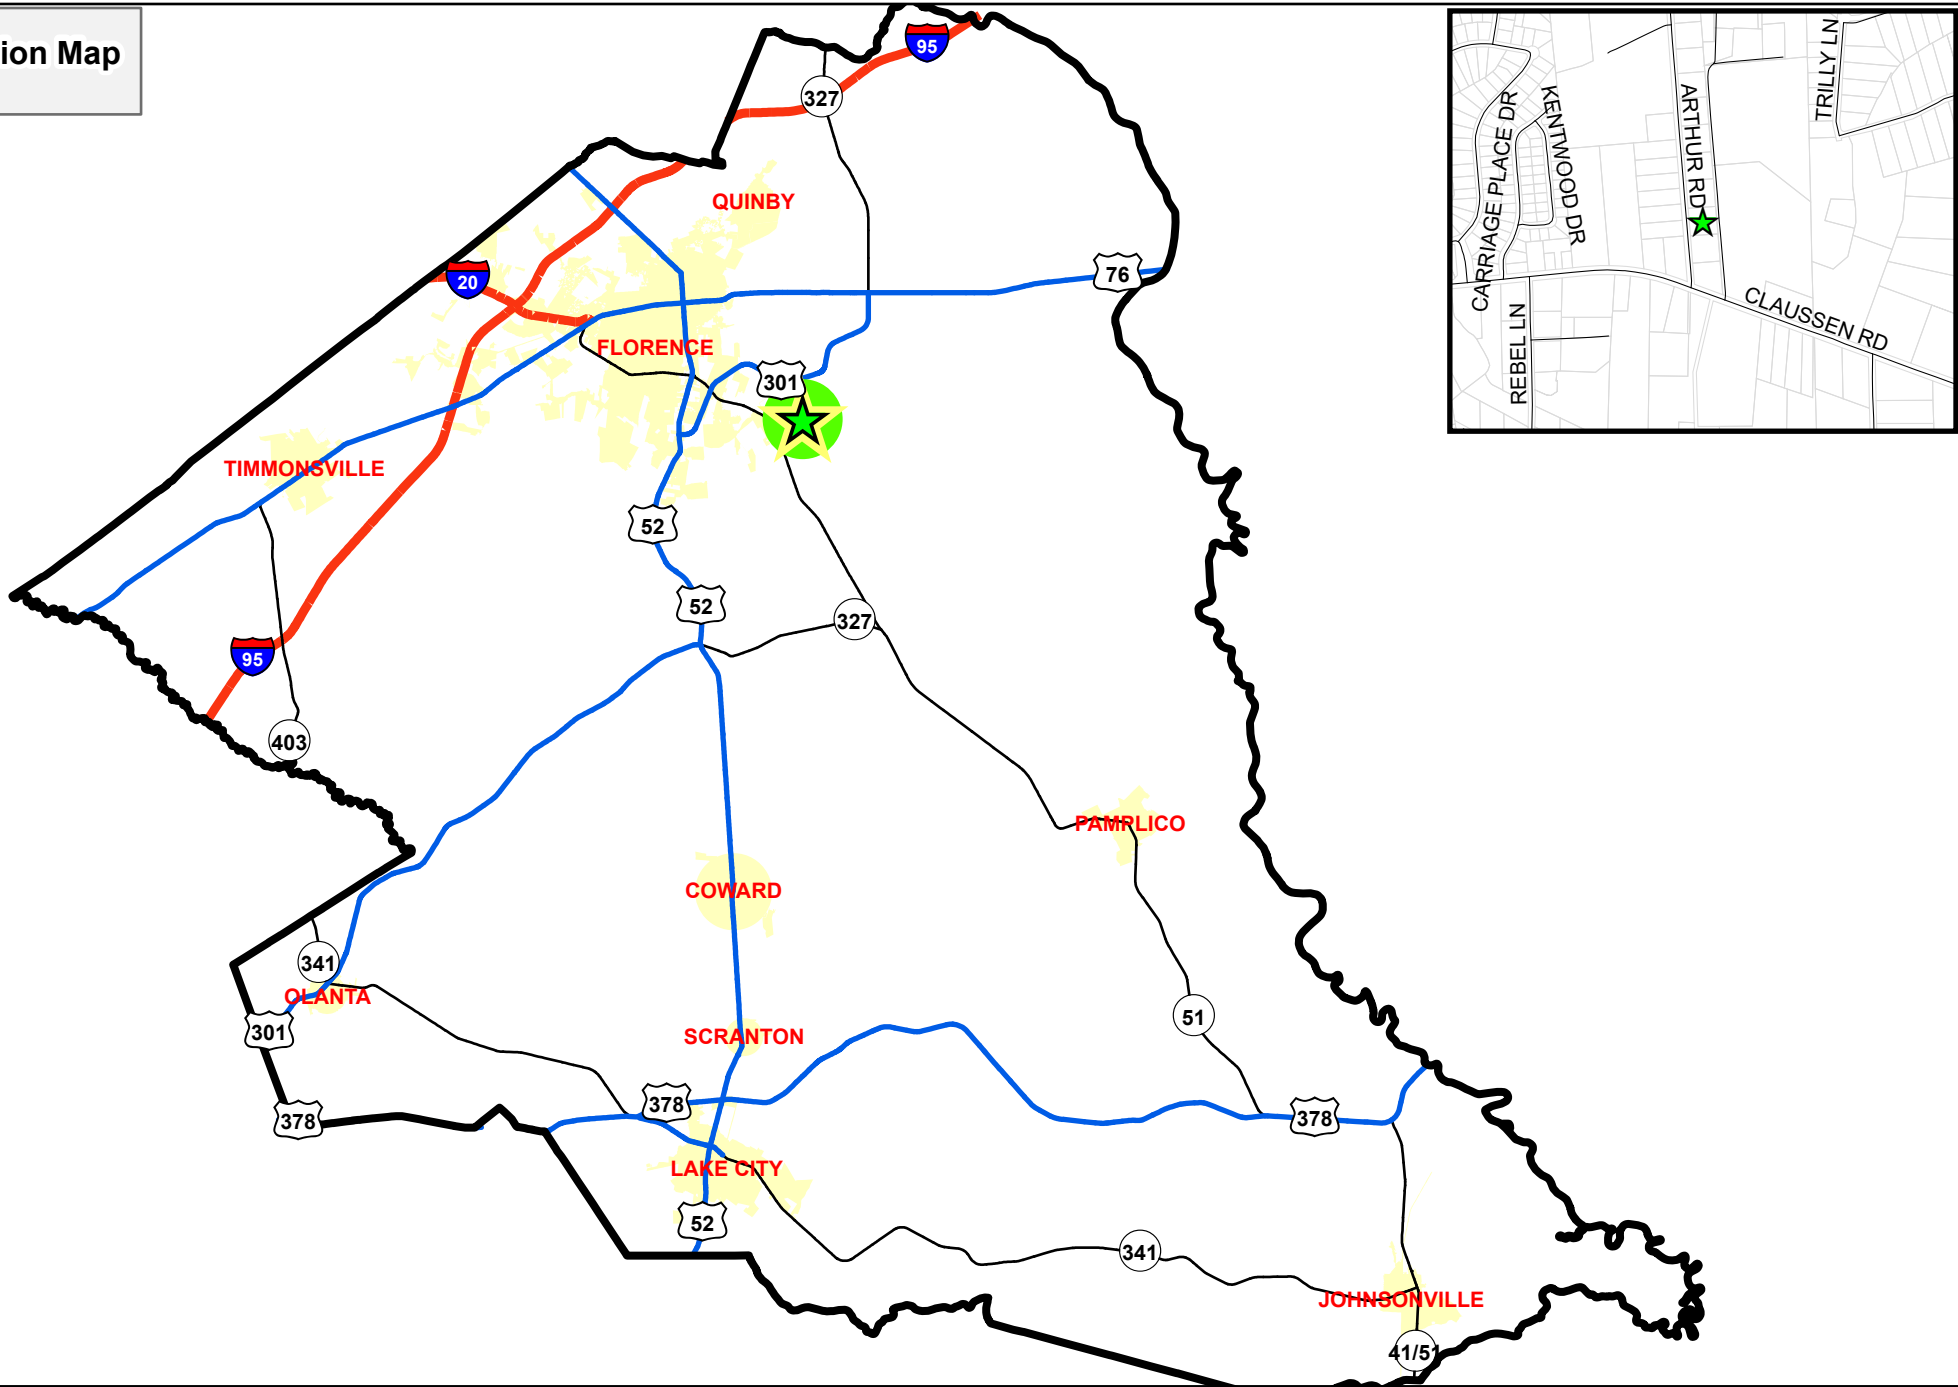 ion Map
95
327
QUINBY
20
76
FLORENCE
301
TIMMONSVILLE
52
52
327
95
403
PAMPLICO
COWARD
341
OLANTA
301
51
SCRANTON
378
378
378
LAKE CITY
52
341
JOHNSONVILLE
41/51
CARRIAGE PLACE DR
KENTWOOD DR
ARTHUR RD
TRILLY LN
REBEL LN
CLAUSSEN RD